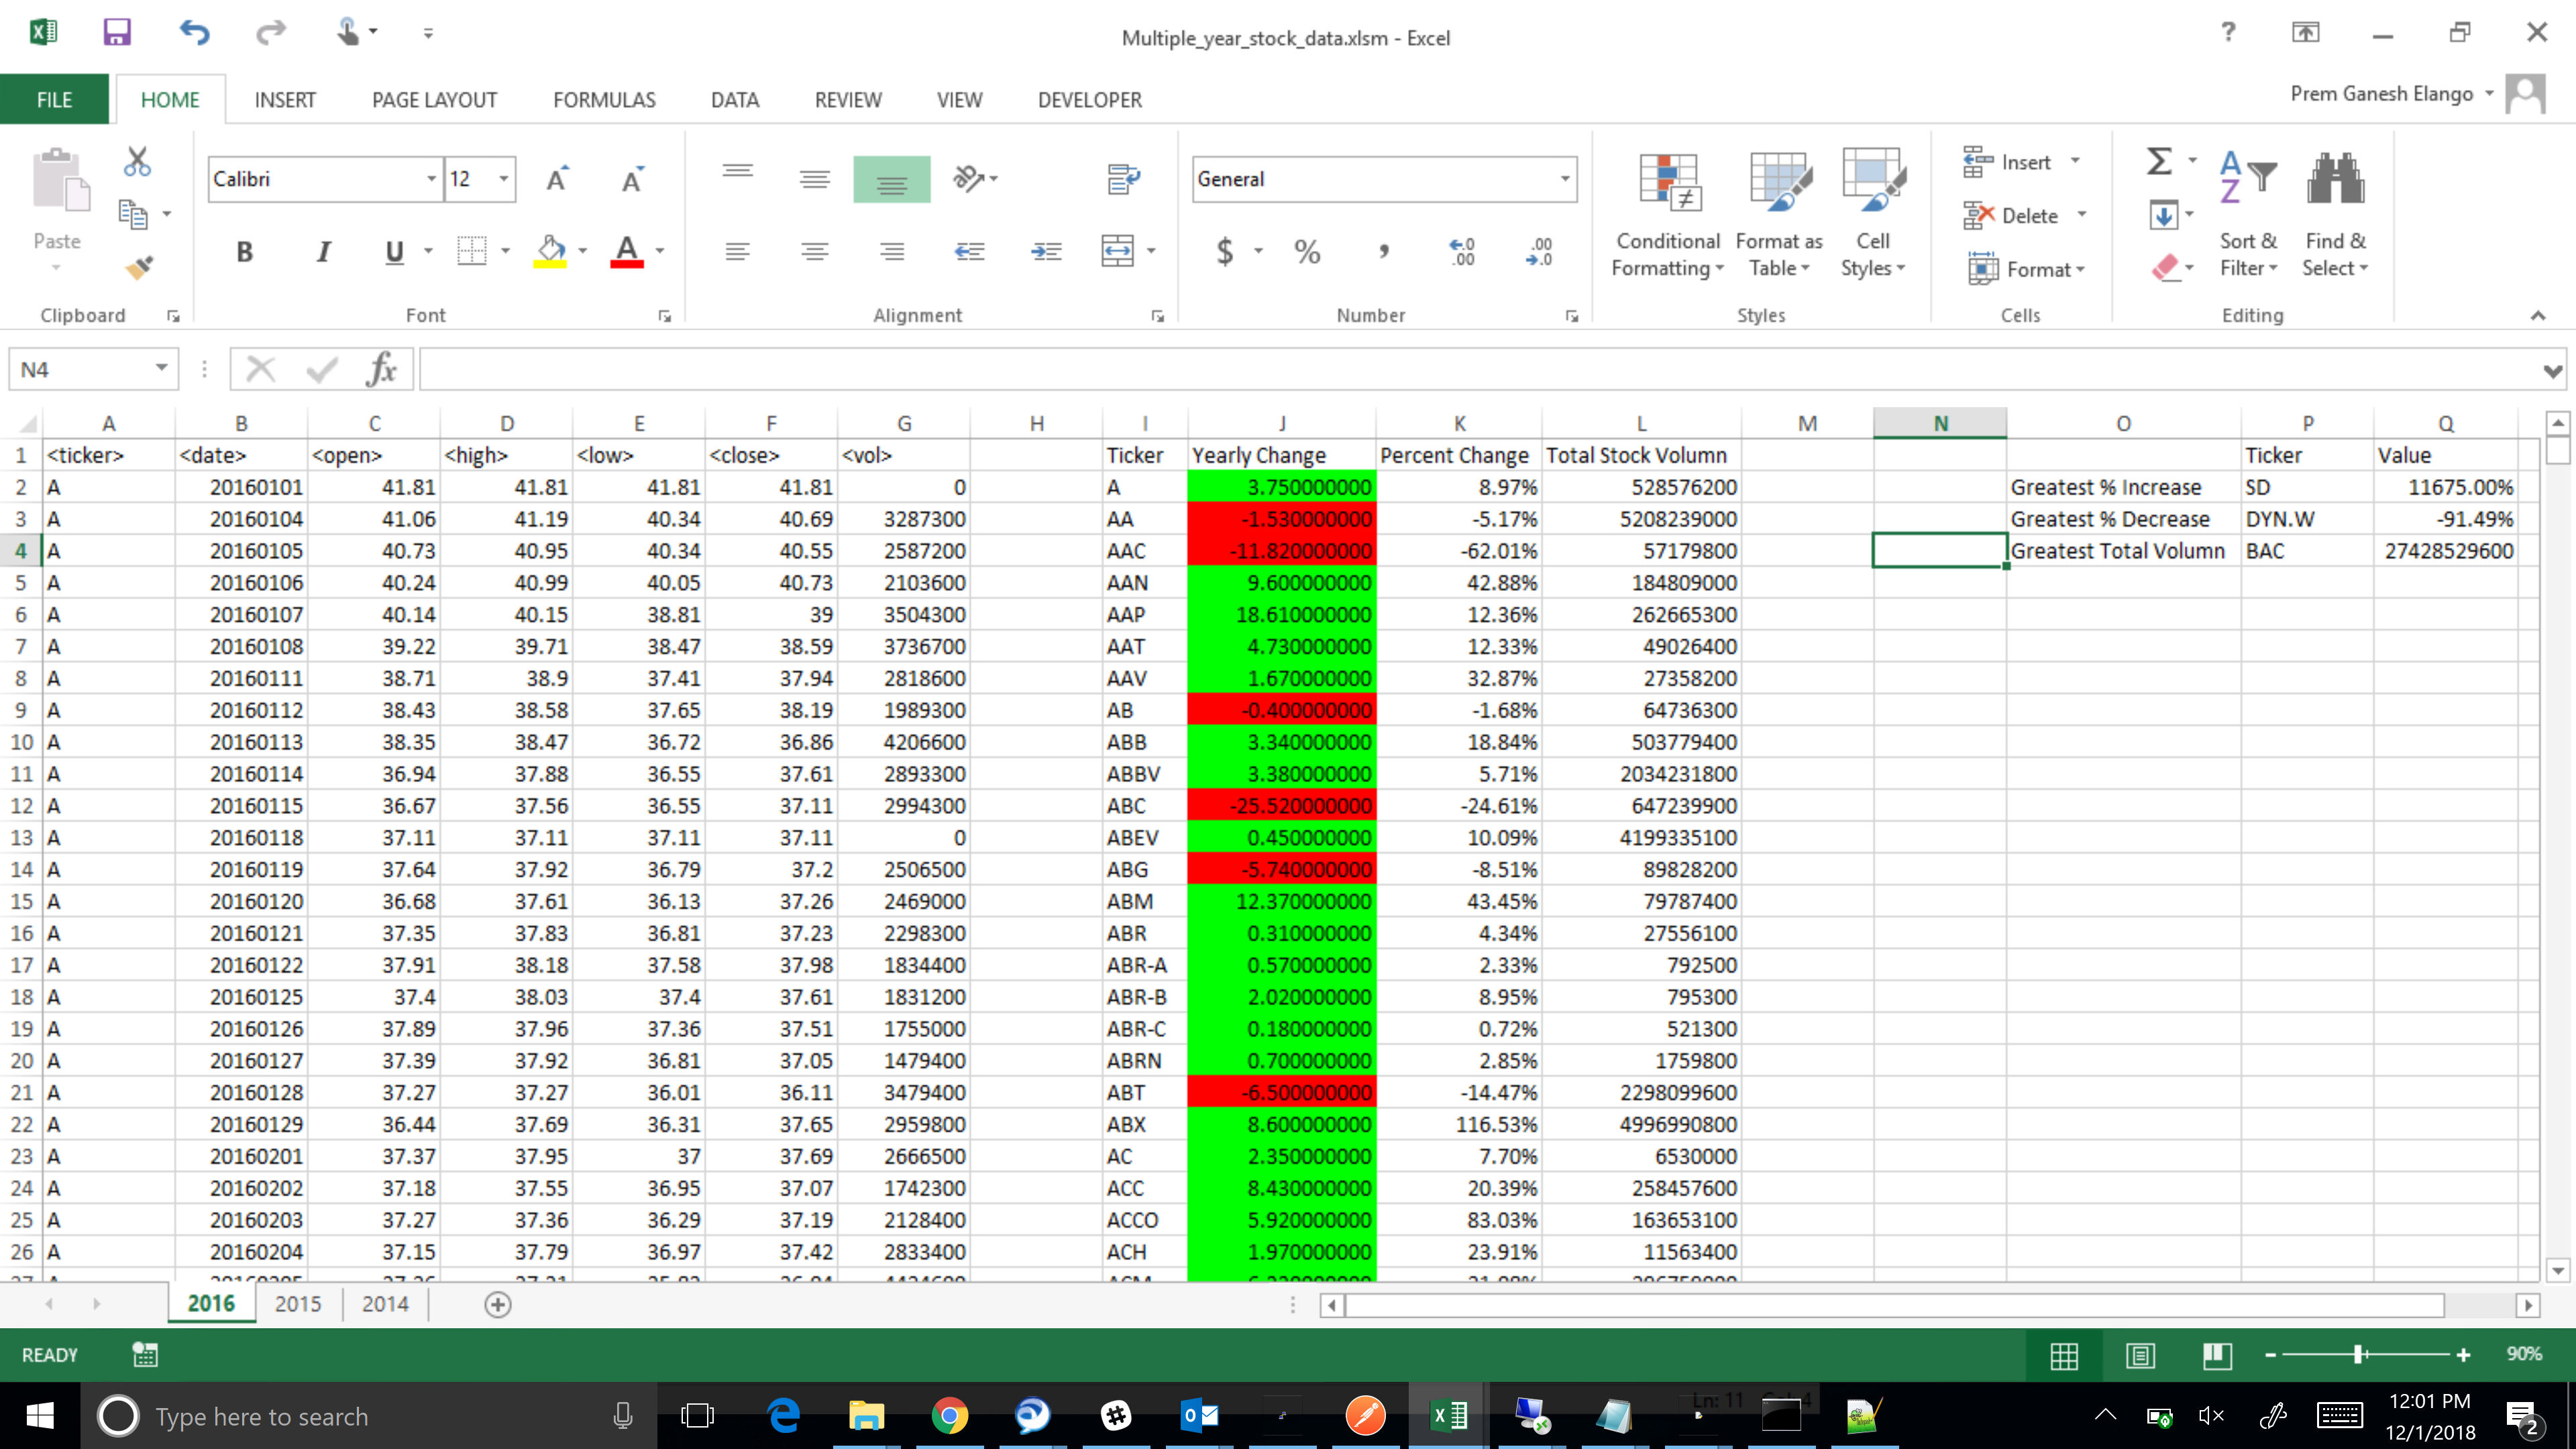 Multiple_year_stock_data.xlsm - Excel
?
FILE HOME INSERT PAGE LAYOUT FORMULAS DATA REVIEW VIEW DEVELOPER
Prem Ganesh Elango
Paste
Clipboard
Calibri 12
B I U A
Font
Alignment
General
$ % ,
Number
Conditional Formatting
Format as Table
Cell Styles
Styles
Insert
Delete
Format
Cells
Sort & Filter
Find & Select
Editing
N4 fx
A B C D E F G H I J K L M N O P Q
1 <ticker> <date> <open> <high> <low> <close> <vol> Ticker Yearly Change Percent Change Total Stock Volumn Ticker Value
2 A 20160101 41.81 41.81 41.81 41.81 0 A 3.750000000 8.97% 528576200 Greatest % Increase SD 11675.00%
3 A 20160104 41.06 41.19 40.34 40.69 3287300 AA -1.530000000 -5.17% 5208239000 Greatest % Decrease DYN.W -91.49%
4 A 20160105 40.73 40.95 40.34 40.55 2587200 AAC -11.820000000 -62.01% 57179800 Greatest Total Volumn BAC 27428529600
5 A 20160106 40.24 40.99 40.05 40.73 2103600 AAN 9.600000000 42.88% 184809000
6 A 20160107 40.14 40.15 38.81 39 3504300 AAP 18.610000000 12.36% 262665300
7 A 20160108 39.22 39.71 38.47 38.59 3736700 AAT 4.730000000 12.33% 49026400
8 A 20160111 38.71 38.9 37.41 37.94 2818600 AAV 1.670000000 32.87% 27358200
9 A 20160112 38.43 38.58 37.65 38.19 1989300 AB -0.400000000 -1.68% 64736300
10 A 20160113 38.35 38.47 36.72 36.86 4206600 ABB 3.340000000 18.84% 503779400
11 A 20160114 36.94 37.88 36.55 37.61 2893300 ABBV 3.380000000 5.71% 2034231800
12 A 20160115 36.67 37.56 36.55 37.11 2994300 ABC -25.520000000 -24.61% 647239900
13 A 20160118 37.11 37.11 37.11 37.11 0 ABEV 0.450000000 10.09% 4199335100
14 A 20160119 37.64 37.92 36.79 37.2 2506500 ABG -5.740000000 -8.51% 89828200
15 A 20160120 36.68 37.61 36.13 37.26 2469000 ABM 12.370000000 43.45% 79787400
16 A 20160121 37.35 37.83 36.81 37.23 2298300 ABR 0.310000000 4.34% 27556100
17 A 20160122 37.91 38.18 37.58 37.98 1834400 ABR-A 0.570000000 2.33% 792500
18 A 20160125 37.4 38.03 37.4 37.61 1831200 ABR-B 2.020000000 8.95% 795300
19 A 20160126 37.89 37.96 37.36 37.51 1755000 ABR-C 0.180000000 0.72% 521300
20 A 20160127 37.39 37.92 36.81 37.05 1479400 ABRN 0.700000000 2.85% 1759800
21 A 20160128 37.27 37.27 36.01 36.11 3479400 ABT -6.500000000 -14.47% 2298099600
22 A 20160129 36.44 37.69 36.31 37.65 2959800 ABX 8.600000000 116.53% 4996990800
23 A 20160201 37.37 37.95 37 37.69 2666500 AC 2.350000000 7.70% 6530000
24 A 20160202 37.18 37.55 36.95 37.07 1742300 ACC 8.430000000 20.39% 258457600
25 A 20160203 37.27 37.36 36.29 37.19 2128400 ACCO 5.920000000 83.03% 163653100
26 A 20160204 37.15 37.79 36.97 37.42 2833400 ACH 1.970000000 23.91% 11563400
2016 2015 2014
READY
90%
Type here to search
12:01 PM
12/1/2018
2